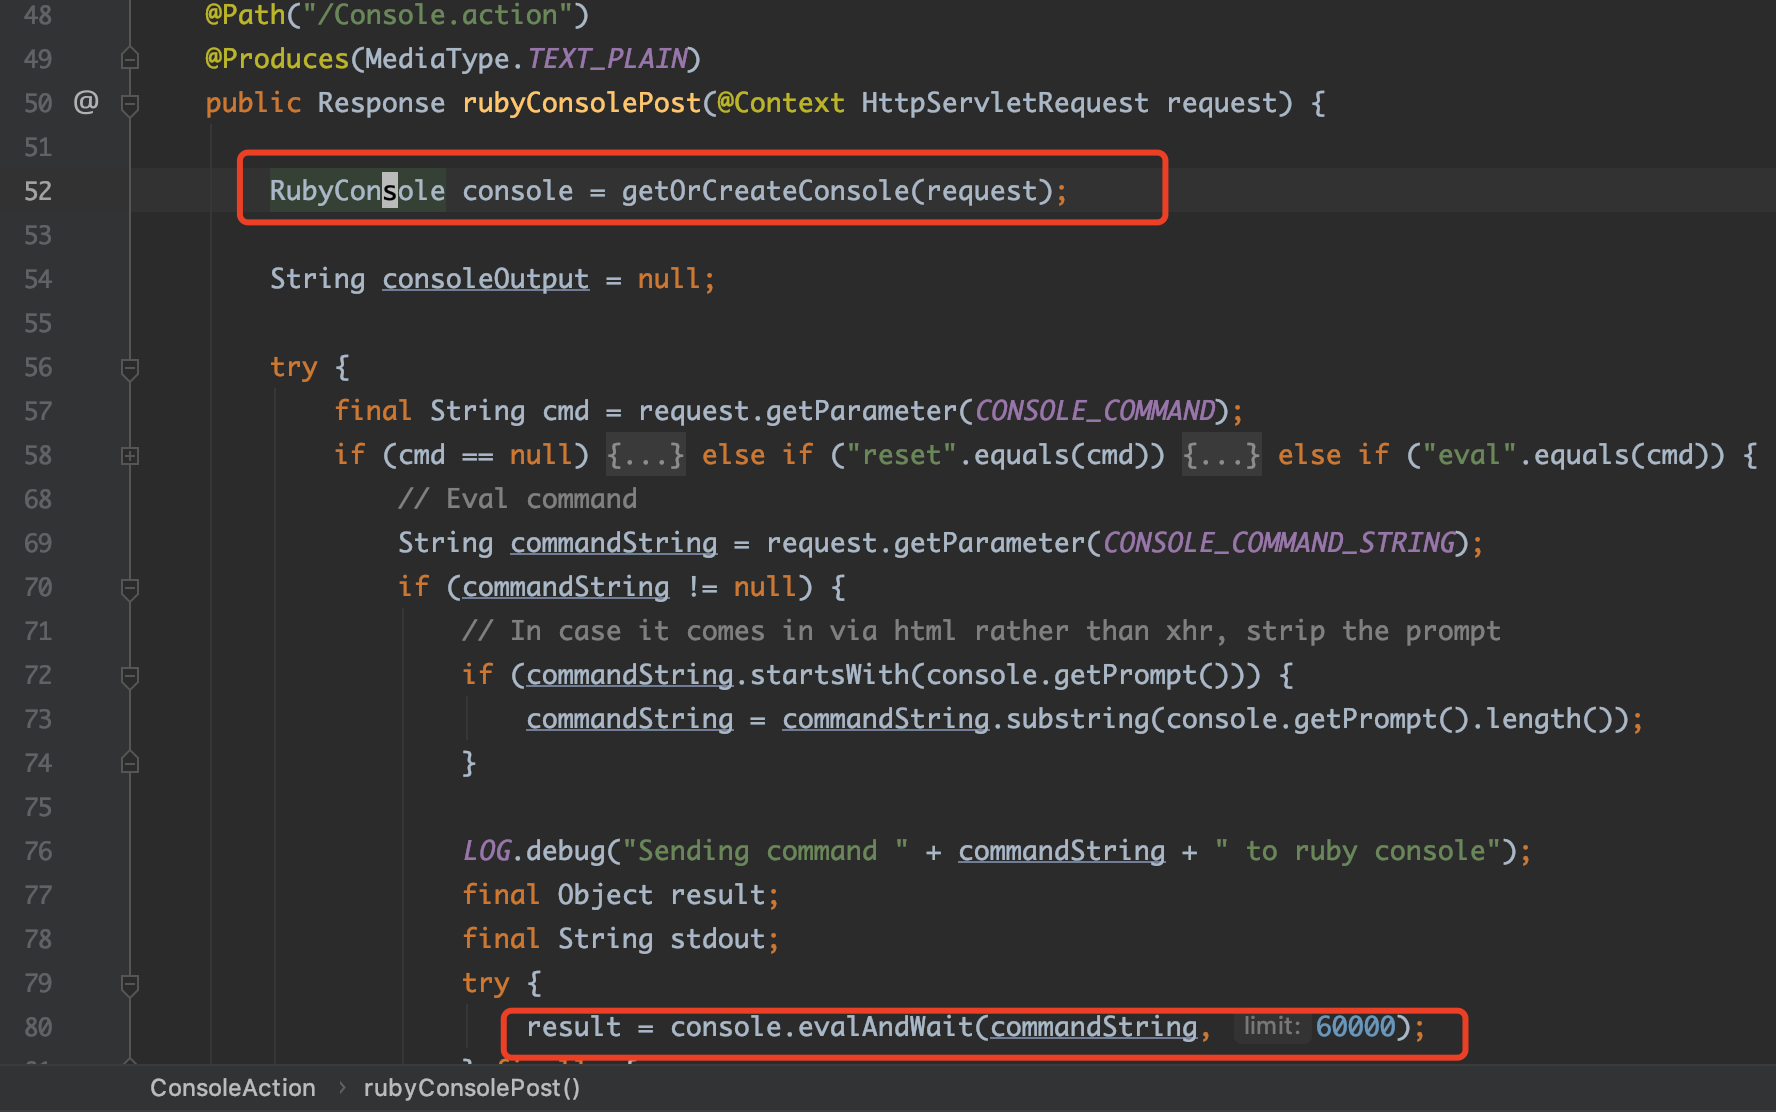 48 @Path("/Console.action")
49 @Produces(MediaType.TEXT_PLAIN)
50 @ public Response rubyConsolePost(@Context HttpServletRequest request) {
51
52 RubyConsole console = getOrCreateConsole(request);
53
54 String consoleOutput = null;
55
56 try {
57 final String cmd = request.getParameter(CONSOLE_COMMAND);
58 if (cmd == null) {...} else if ("reset".equals(cmd)) {...} else if ("eval".equals(cmd)) {
68 // Eval command
69 String commandString = request.getParameter(CONSOLE_COMMAND_STRING);
70 if (commandString != null) {
71 // In case it comes in via html rather than xhr, strip the prompt
72 if (commandString.startsWith(console.getPrompt())) {
73 commandString = commandString.substring(console.getPrompt().length());
74 }
75
76 LOG.debug("Sending command " + commandString + " to ruby console");
77 final Object result;
78 final String stdout;
79 try {
80 result = console.evalAndWait(commandString, limit: 60000);
ConsoleAction › rubyConsolePost()